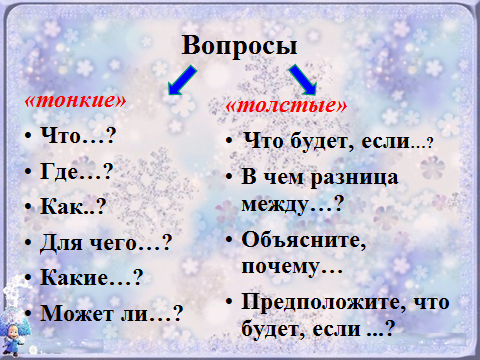 Вопросы
«тонкие»
• Что…?
• Где…?
• Как..?
• Для чего…?
• Какие…?
• Может ли…?
«толстые»
• Что будет, если…?
• В чем разница
между…?
• Объясните,
почему…
• Предположите, что
будет, если ...?